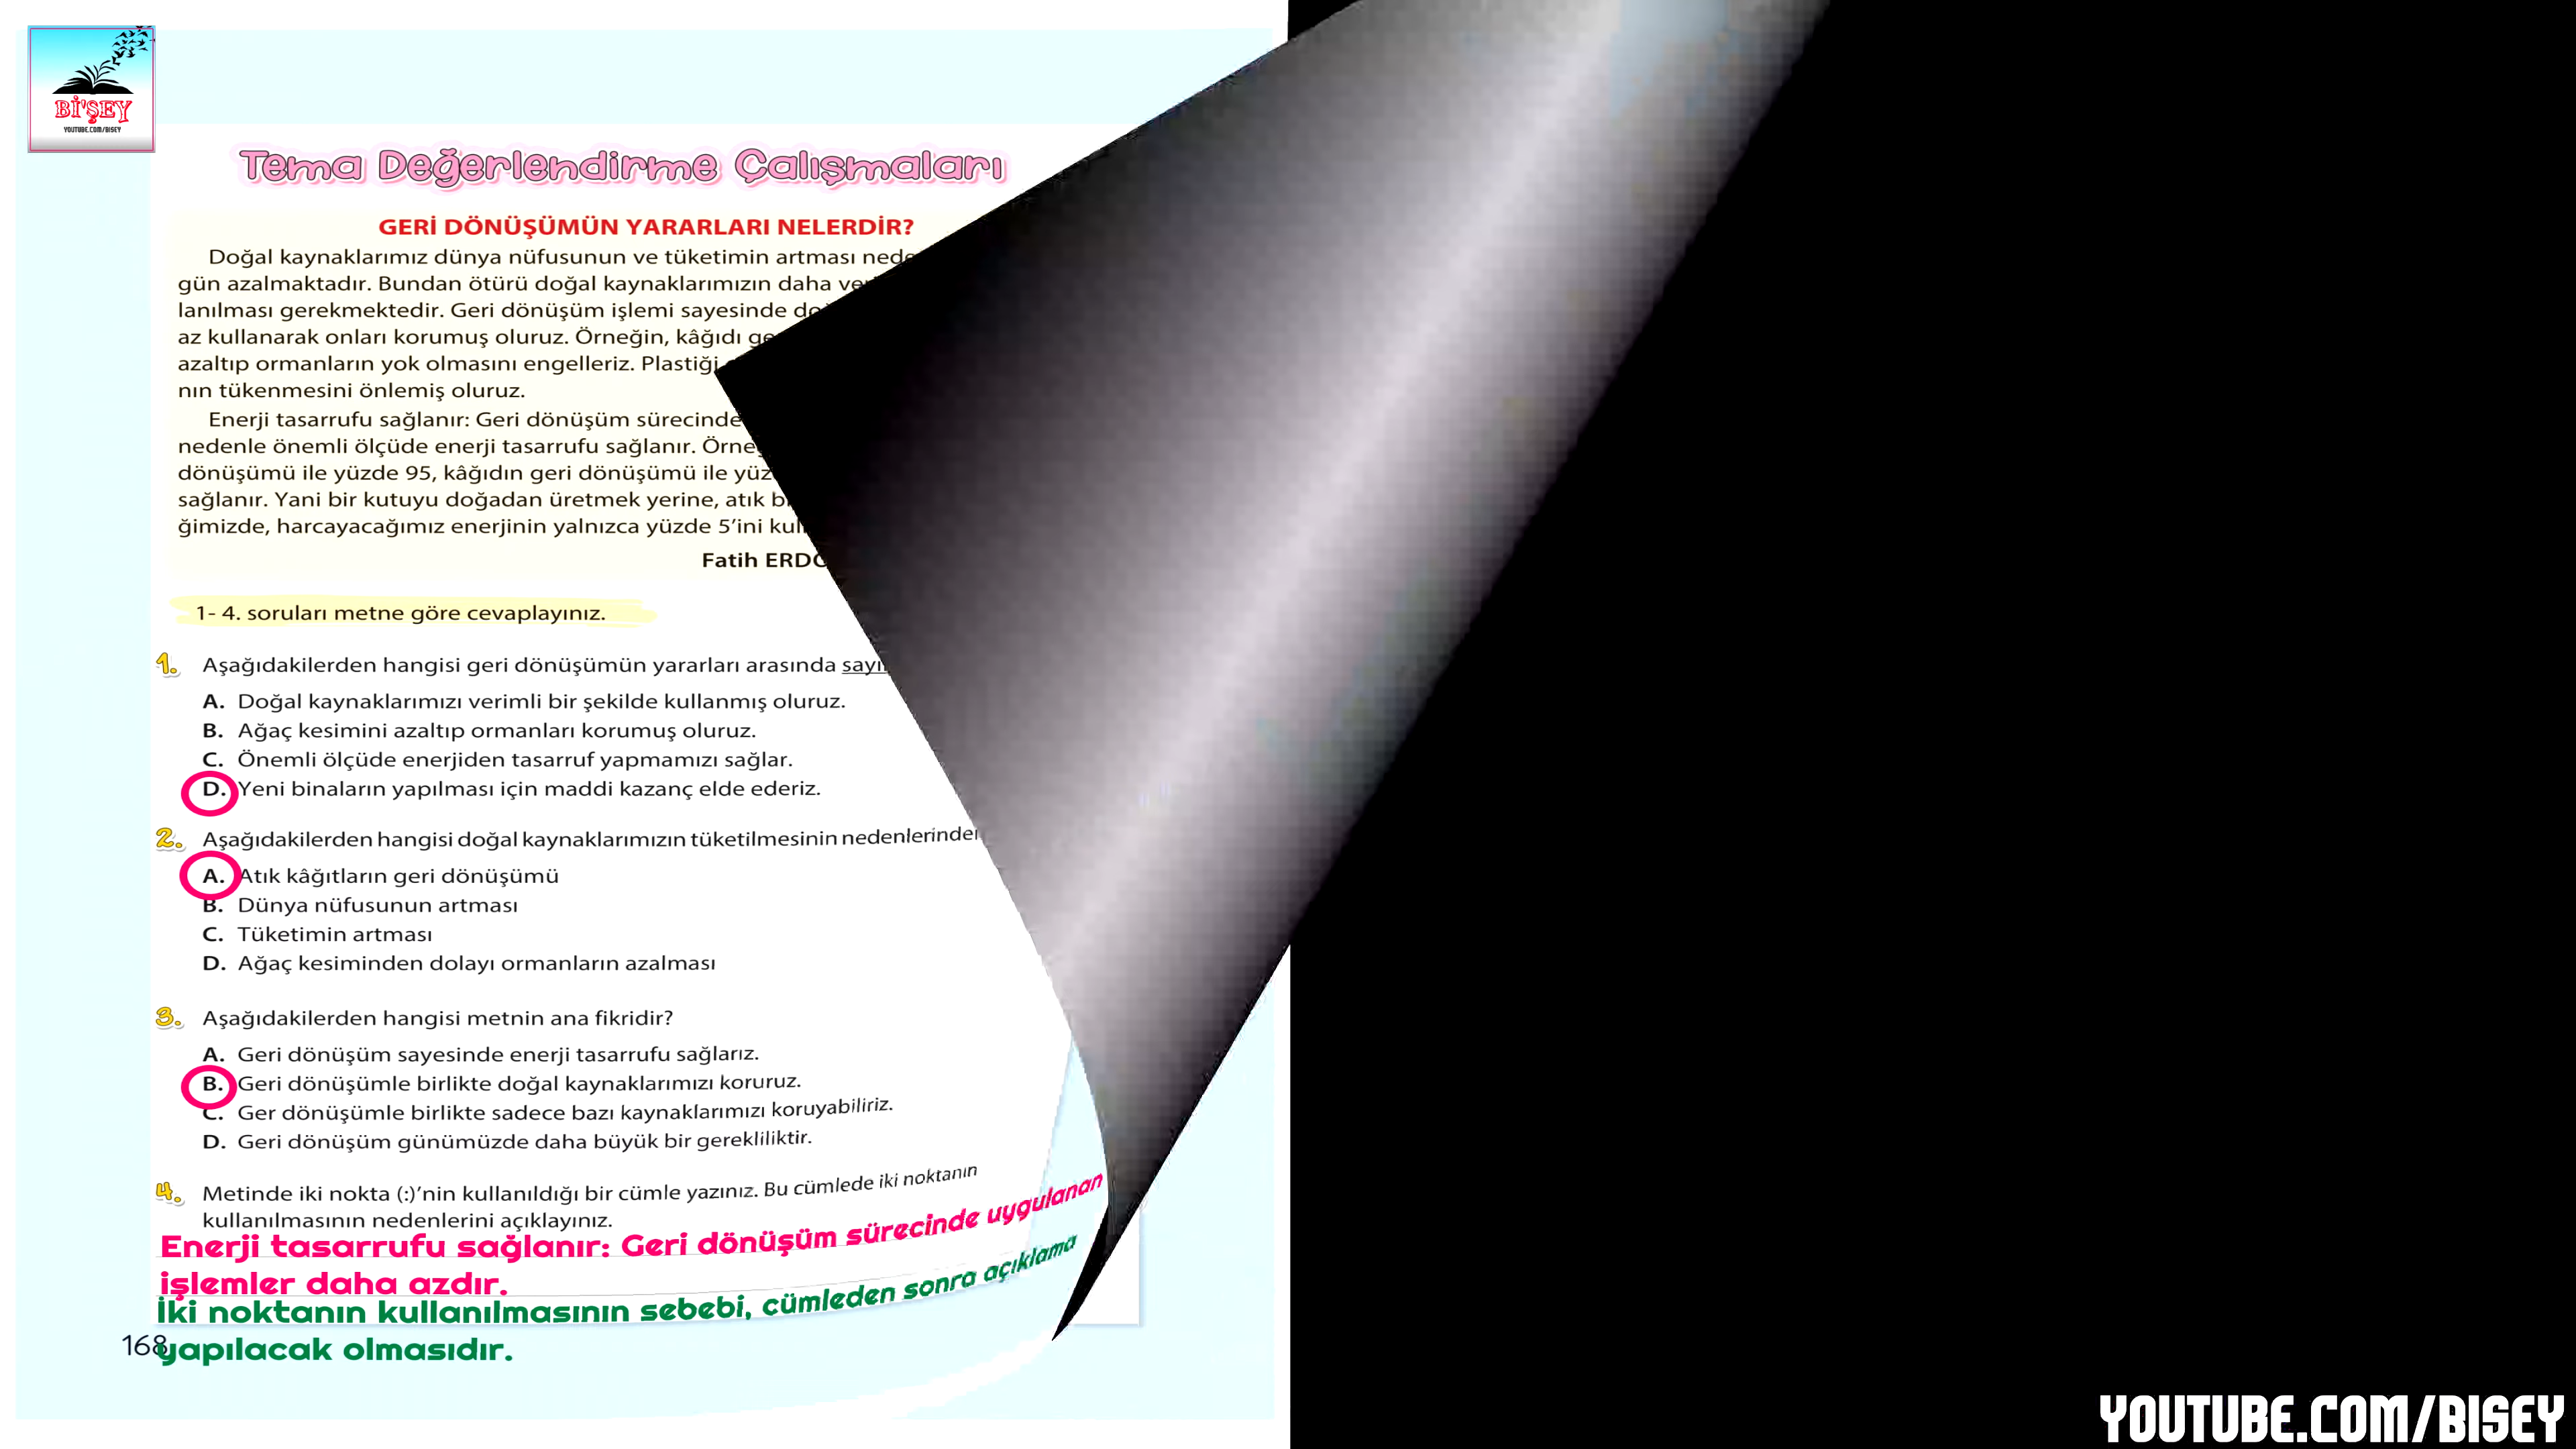 Bİ'ŞEY
YOUTUBE.COM/BISEY
Tema Değerlendirme Çalışmaları
GERİ DÖNÜŞÜMÜN YARARLARI NELERDİR?
Doğal kaynaklarımız dünya nüfusunun ve tüketimin artması
gün azalmaktadır. Bundan ötürü doğal kaynaklarımızın daha
lanılması gerekmektedir. Geri dönüşüm işlemi sayesinde
az kullanarak onları korumuş oluruz. Örneğin, kâğıdı
azaltıp ormanların yok olmasını engelleriz. Plastiği
nın tükenmesini önlemiş oluruz.
Enerji tasarrufu sağlanır: Geri dönüşüm sürecinde
nedenle önemli ölçüde enerji tasarrufu sağlanır.
dönüşümü ile yüzde 95, kâğıdın geri dönüşümü ile
sağlanır. Yani bir kutuyu doğadan üretmek yerine, atık
ğimizde, harcayacağımız enerjinin yalnızca yüzde 5'ini
Fatih
1- 4. soruları metne göre cevaplayınız.
1. Aşağıdakilerden hangisi geri dönüşümün yararları arasında
A. Doğal kaynaklarımızı verimli bir şekilde kullanmış oluruz.
B. Ağaç kesimini azaltıp ormanları korumuş oluruz.
C. Önemli ölçüde enerjiden tasarruf yapmamızı sağlar.
D. Yeni binaların yapılması için maddi kazanç elde ederiz.
2. Aşağıdakilerden hangisi doğal kaynaklarımızın tüketilmesinin
A. Atık kâğıtların geri dönüşümü
B. Dünya nüfusunun artması
C. Tüketimin artması
D. Ağaç kesiminden dolayı ormanların azalması
3. Aşağıdakilerden hangisi metnin ana fikridir?
A. Geri dönüşüm sayesinde enerji tasarrufu sağlarız.
B. Geri dönüşümle birlikte doğal kaynaklarımızı koruruz.
C. Ger dönüşümle birlikte sadece bazı kaynaklarımızı koruyabiliriz.
D. Geri dönüşüm günümüzde daha büyük bir gerekliliktir.
4. Metinde iki nokta (:)'nin kullanıldığı bir cümle yazınız. Bu cümlede iki noktanın
kullanılmasının nedenlerini açıklayınız.
Enerji tasarrufu sağlanır: Geri dönüşüm sürecinde uygulanan
işlemler daha azdır.
İki noktanın kullanılmasının sebebi, cümleden sonra açıklama
yapılacak olmasıdır.
168
YOUTUBE.COM/BISEY